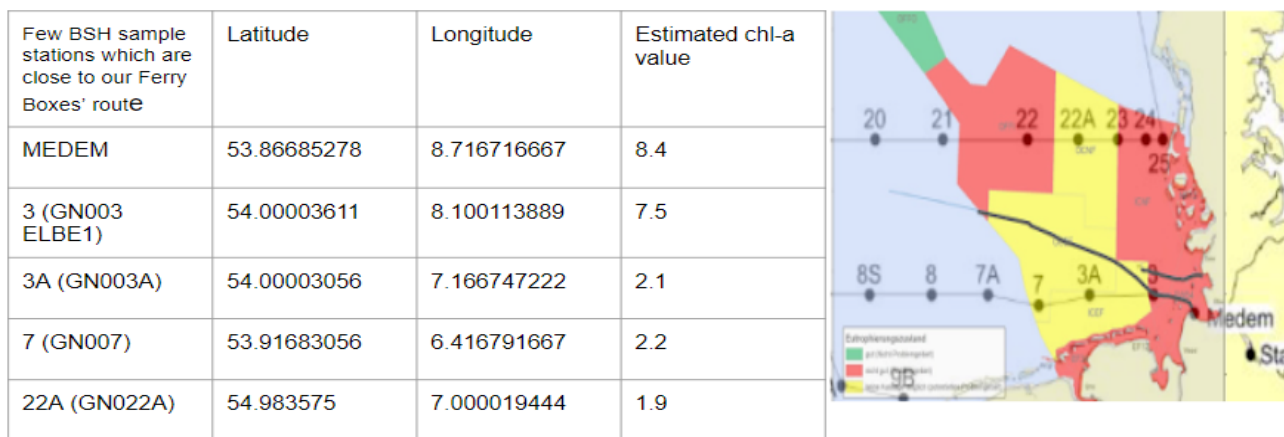 Few BSH sample
stations which are
close to our Ferry
Boxes' route
Latitude
Longitude
Estimated chl-a
value
MEDEM
53.86685278
8.716716667
8.4
3 (GN003
ELBE1)
54.00003611
8.100113889
7.5
3A (GN003A)
54.00003056
7.166747222
2.1
7 (GN007)
53.91683056
6.416791667
2.2
22A (GN022A)
54.983575
7.000019444
1.9
20
21
22
22A
23
24
25
8S
8
7A
7
3A
3
Medem
Sta
Eutrophierungszustand
9B